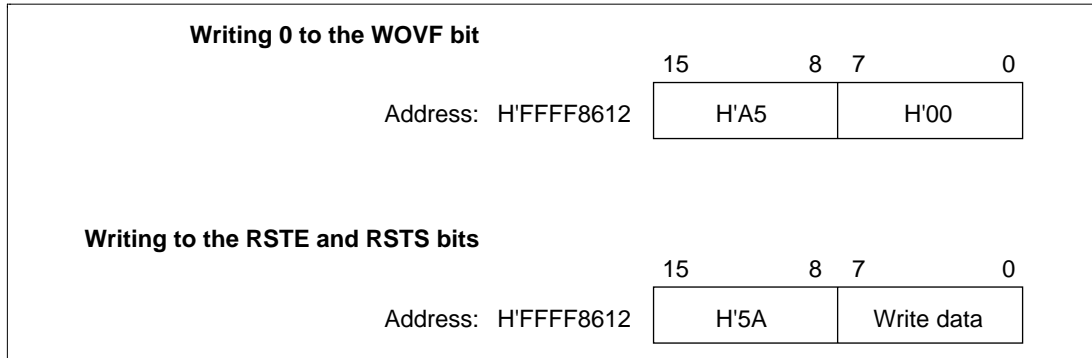 Writing 0 to the WOVF bit
15 8 7 0
Address: H'FFFF8612 H'A5 H'00
Writing to the RSTE and RSTS bits
15 8 7 0
Address: H'FFFF8612 H'5A Write data